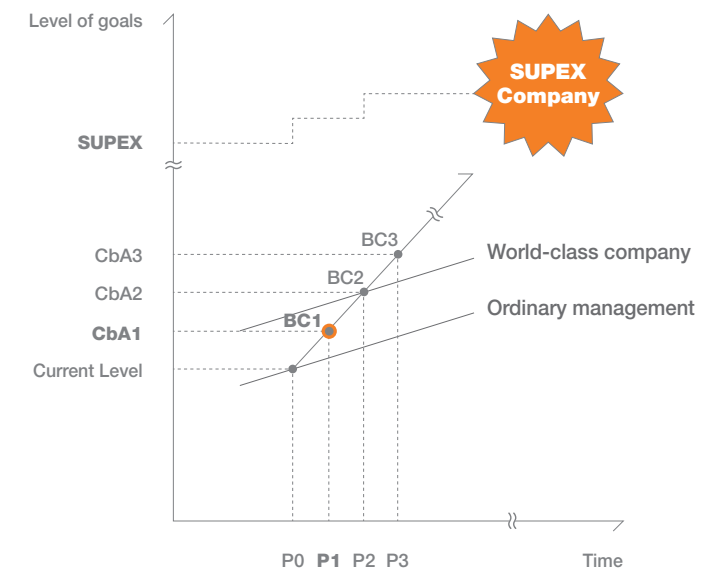 Level of goals
SUPEX
Company
SUPEX
BC3
World-class company
CbA3
BC2
CbA2
Ordinary management
BC1
CbA1
Current Level
P0 P1 P2 P3 Time